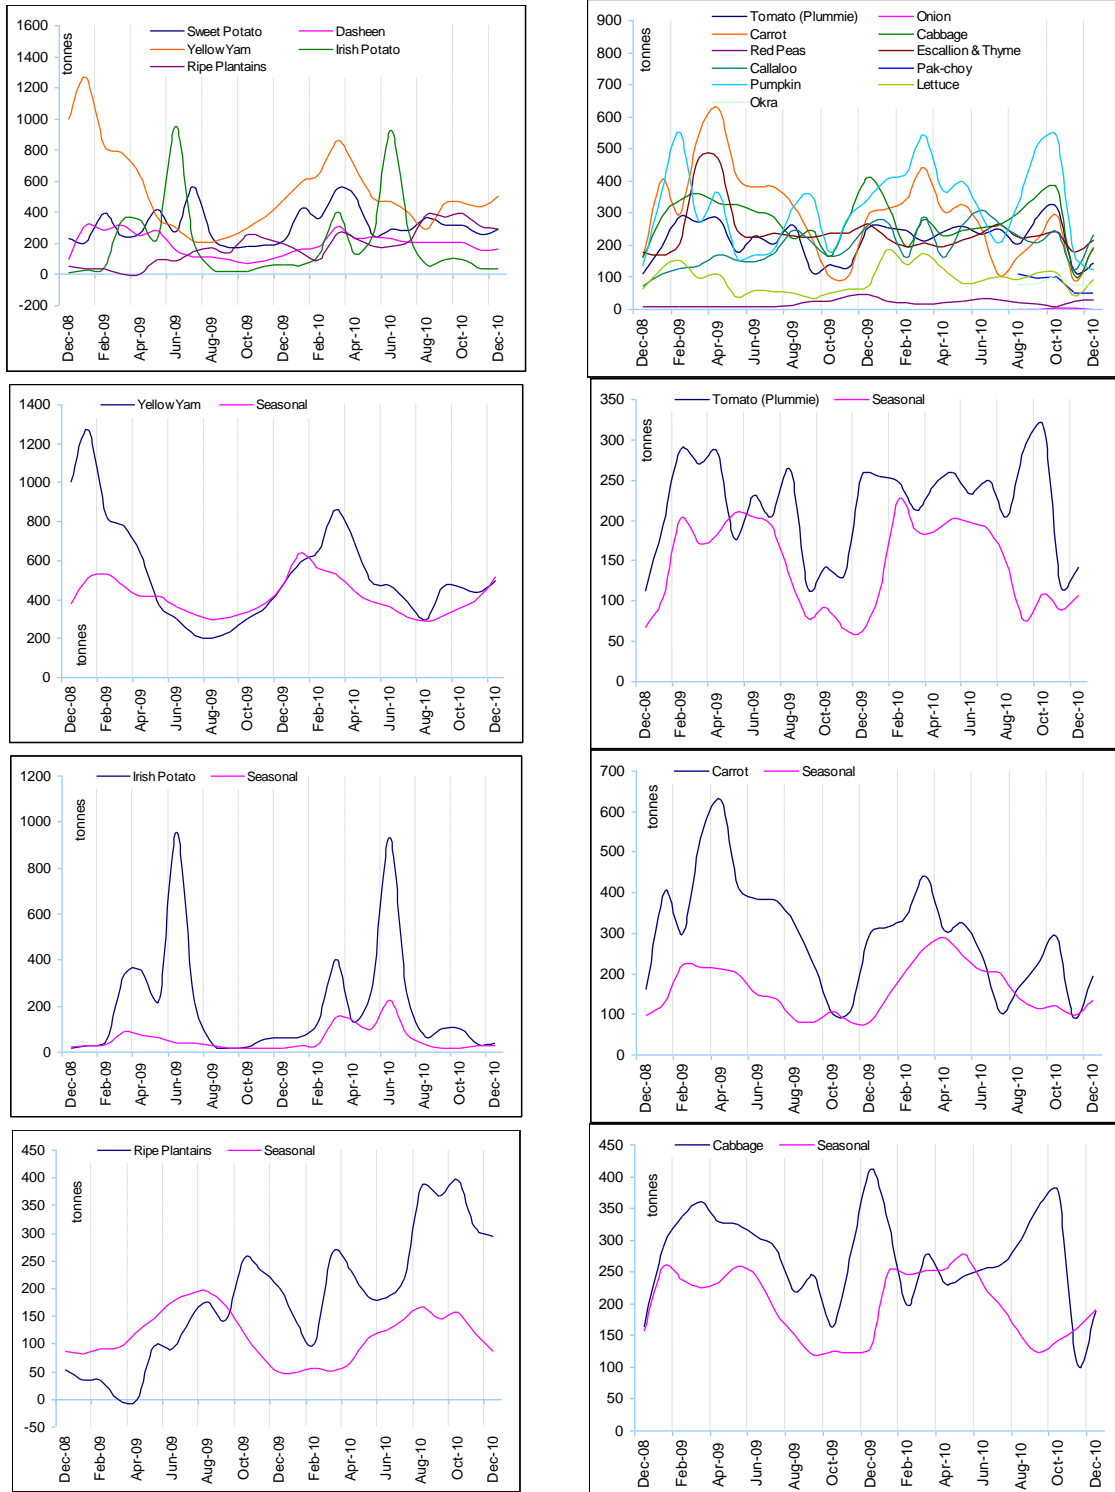 Sweet Potato Dasheen
Yellow Yam Irish Potato
Ripe Plantains
tonnes
1600
1400
1200
1000
800
600
400
200
0
-200
Dec-08 Feb-09 Apr-09 Jun-09 Aug-09 Oct-09 Dec-09 Feb-10 Apr-10 Jun-10 Aug-10 Oct-10 Dec-10
Tomato (Plummie) Onion
Carrot Cabbage
Red Peas Escallion & Thyme
Callaloo Pak-choy
Pumpkin Lettuce
Okra
tonnes
900
800
700
600
500
400
300
200
100
0
Dec-08 Feb-09 Apr-09 Jun-09 Aug-09 Oct-09 Dec-09 Feb-10 Apr-10 Jun-10 Aug-10 Oct-10 Dec-10
Yellow Yam Seasonal
1400
1200
1000
800
600
400
200
0
tonnes
Dec-08 Feb-09 Apr-09 Jun-09 Aug-09 Oct-09 Dec-09 Feb-10 Apr-10 Jun-10 Aug-10 Oct-10 Dec-10
Tomato (Plummie) Seasonal
tonnes
350
300
250
200
150
100
50
0
Dec-08 Feb-09 Apr-09 Jun-09 Aug-09 Oct-09 Dec-09 Feb-10 Apr-10 Jun-10 Aug-10 Oct-10 Dec-10
Irish Potato Seasonal
tonnes
1200
1000
800
600
400
200
0
Dec-08 Feb-09 Apr-09 Jun-09 Aug-09 Oct-09 Dec-09 Feb-10 Apr-10 Jun-10 Aug-10 Oct-10 Dec-10
Carrot Seasonal
tonnes
700
600
500
400
300
200
100
0
Dec-08 Feb-09 Apr-09 Jun-09 Aug-09 Oct-09 Dec-09 Feb-10 Apr-10 Jun-10 Aug-10 Oct-10 Dec-10
Ripe Plantains Seasonal
tonnes
450
400
350
300
250
200
150
100
50
0
-50
Dec-08 Feb-09 Apr-09 Jun-09 Aug-09 Oct-09 Dec-09 Feb-10 Apr-10 Jun-10 Aug-10 Oct-10 Dec-10
Cabbage Seasonal
tonnes
450
400
350
300
250
200
150
100
50
0
Dec-08 Feb-09 Apr-09 Jun-09 Aug-09 Oct-09 Dec-09 Feb-10 Apr-10 Jun-10 Aug-10 Oct-10 Dec-10